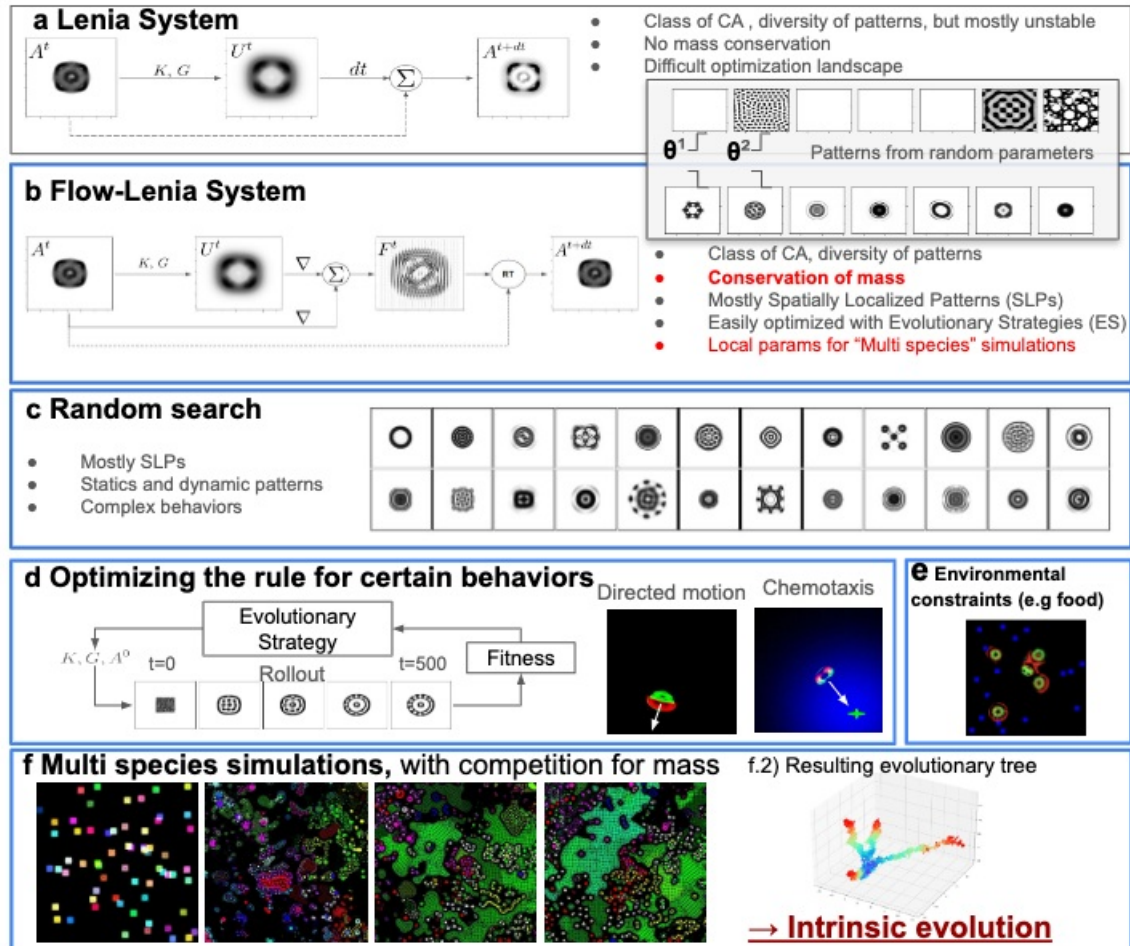 a Lenia System
A^t
K, G
U^t
dt
Σ
A^{t+dt}
● Class of CA , diversity of patterns, but mostly unstable
● No mass conservation
● Difficult optimization landscape
θ¹
θ²
Patterns from random parameters
b Flow-Lenia System
A^t
K, G
U^t
∇
∇
Σ
F^t
RT
A^{t+dt}
● Class of CA, diversity of patterns
● Conservation of mass
● Mostly Spatially Localized Patterns (SLPs)
● Easily optimized with Evolutionary Strategies (ES)
● Local params for “Multi species” simulations
c Random search
● Mostly SLPs
● Statics and dynamic patterns
● Complex behaviors
d Optimizing the rule for certain behaviors
Evolutionary
Strategy
K, G, A⁰
t=0
Rollout
t=500
Fitness
Directed motion
Chemotaxis
e Environmental
constraints (e.g food)
f Multi species simulations, with competition for mass
f.2) Resulting evolutionary tree
→ Intrinsic evolution